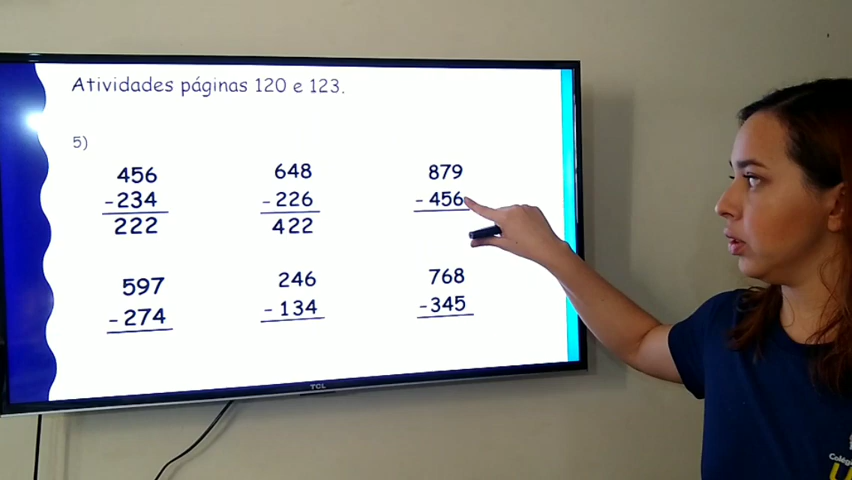 Atividades páginas 120 e 123.
5)
456 648 879
-234 -226 - 456
222 422
597 246 768
-274 -134 -345
TCL